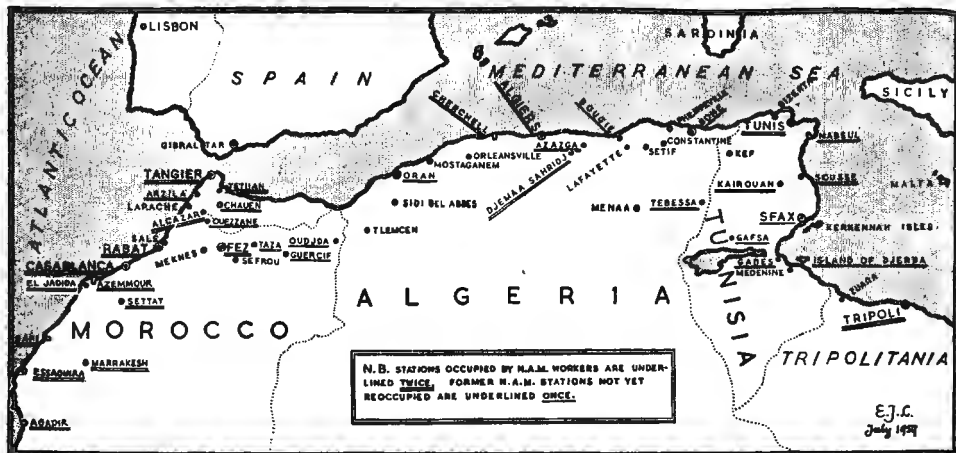 LISBON
ATLANTIC OCEAN
SPAIN
SARDINIA
MEDITERRANEAN SEA
SICILY
GIBRALTAR
CHERCHELL
ALGIERS
BOUGIE
BONE
BIZERTA
TUNIS
NABEUL
CONSTANTINE
AZAZGA
ORLEANSVILLE
MOSTAGANEM
SETIF
KEF
TANGIER
TETUAN
ORAN
DJEMAA SAHRIDJ
LAFAYETTE
SOUSSE
MALTA
ARZILA
LARACHE
CHAUEN
KAIROUAN
ALCAZAR
OUEZZANE
SIDI BEL ABBES
MENAA
TEBESSA
SFAX
SALE
RABAT
TLEMCEN
KERKENNAH ISLES
FEZ
TAZA
OUDJDA
GAFSA
MEKNES
SEFROU
GUERCIF
CASABLANCA
GABES
ISLAND OF DJERBA
MEDENINE
EL JADIDA
AZEMMOUR
SETTAT
ALGERIA
TUNISIA
ZUARA
TRIPOLI
MOROCCO
SAFI
TRIPOLITANIA
MARRAKESH
ESSAOUIRA
N.B. STATIONS OCCUPIED BY N.A.M. WORKERS ARE UNDER-
LINED TWICE. FORMER N.A.M. STATIONS NOT YET
REOCCUPIED ARE UNDERLINED ONCE.
AGADIR
E.J.L.
July 1959